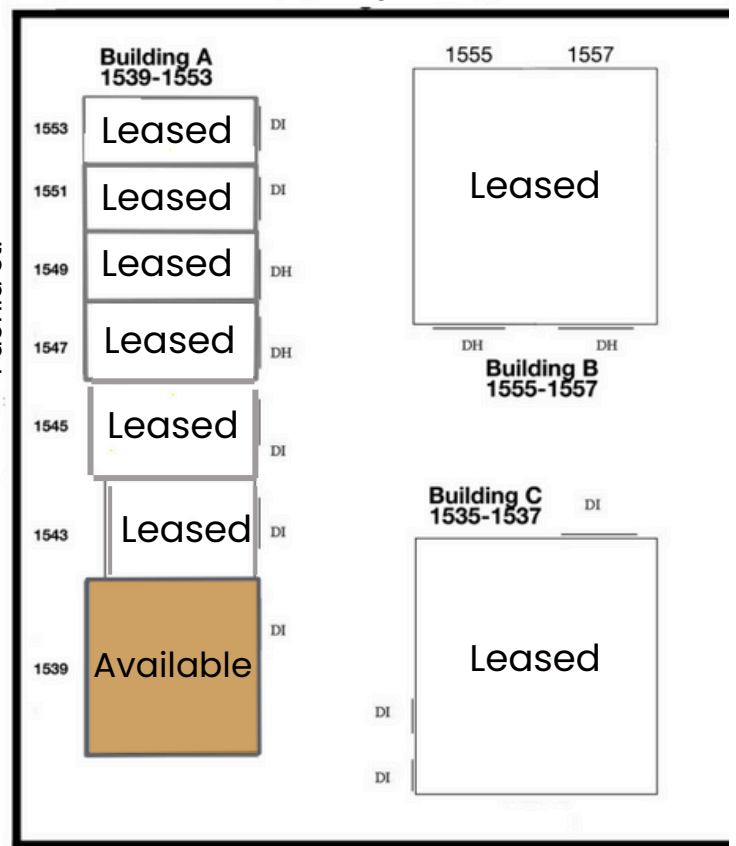 Building A
1539-1553
1553
Leased
DI
1551
Leased
DI
1549
Leased
DH
1547
Leased
DH
1545
Leased
DI
1543
Leased
DI
1539
Available
DI
1555
1557
Leased
DH
DH
Building B
1555-1557
Building C
1535-1537
DI
Leased
DI
DI